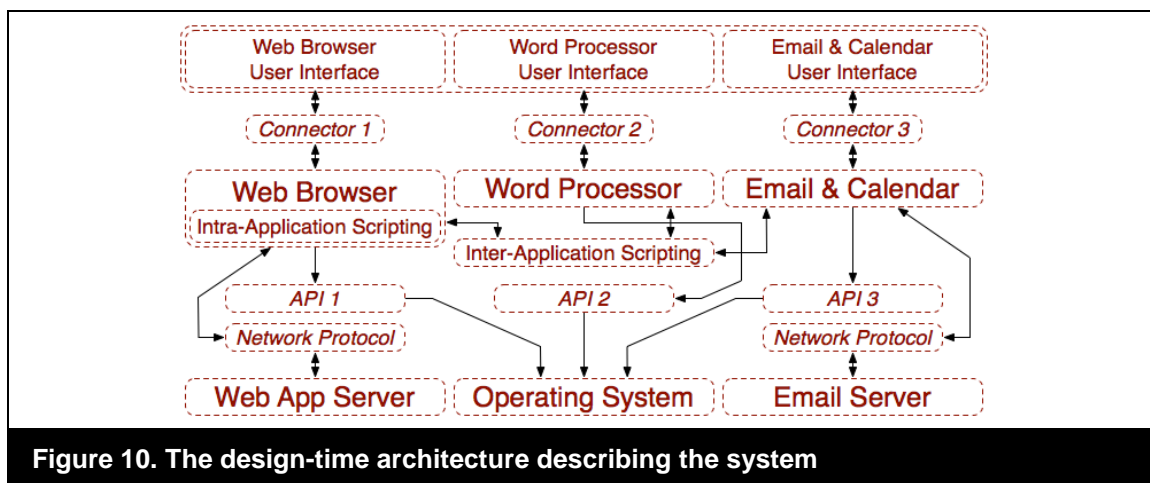 Web Browser
User Interface
Word Processor
User Interface
Email & Calendar
User Interface
Connector 1
Connector 2
Connector 3
Web Browser
Word Processor
Email & Calendar
Intra-Application Scripting
Inter-Application Scripting
API 1
API 2
API 3
Network Protocol
Network Protocol
Web App Server
Operating System
Email Server
Figure 10. The design-time architecture describing the system